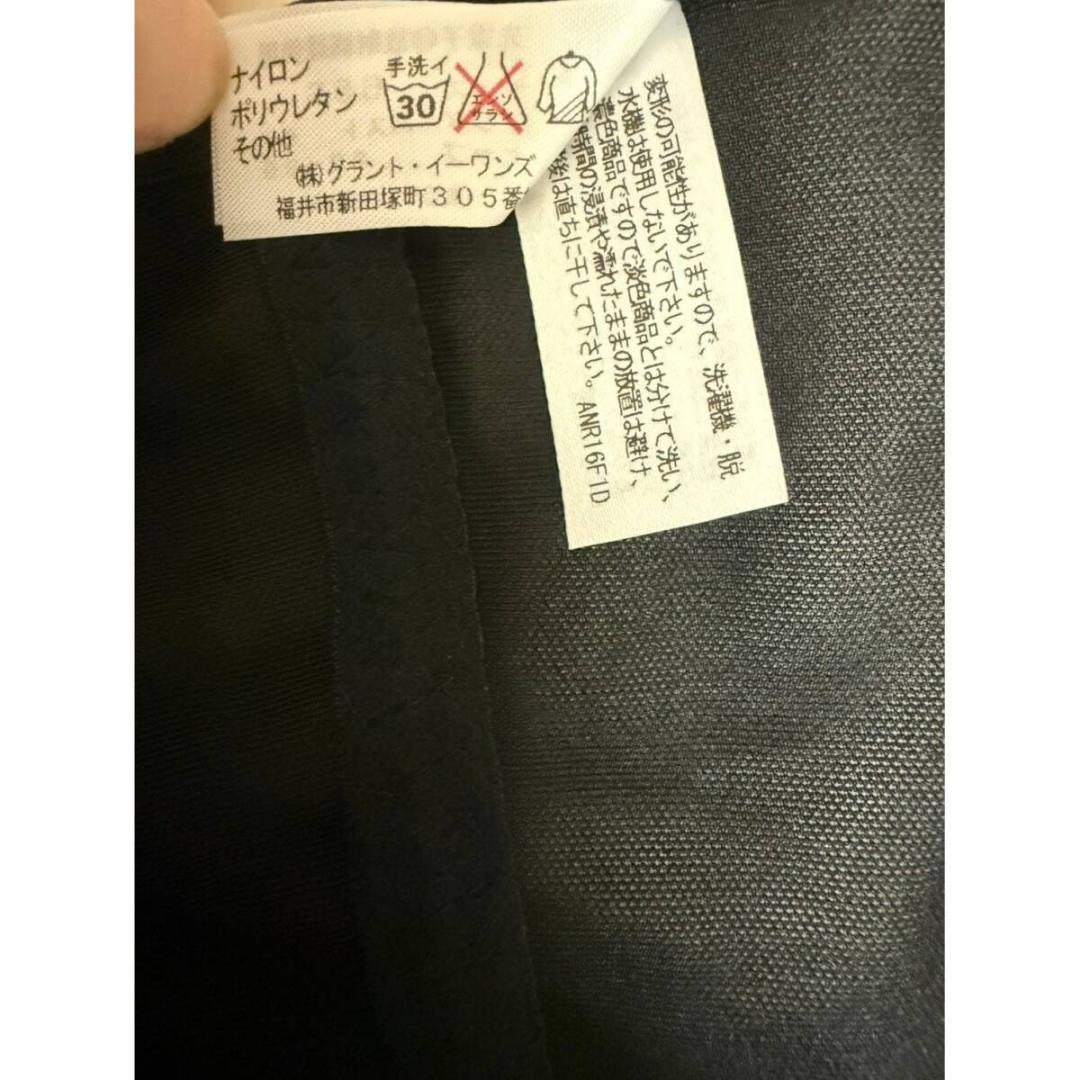 ナイロン
ポリウレタン
その他
手洗イ
30
エンソ
サラシ
(株)グラント・イーワンズ
福井市新田塚町305番
変形の可能性がありますので、洗濯機・脱
水機は使用しないで下さい。
濃色商品ですので淡色商品とは分けて洗い、
時間の浸漬や濡れたままの放置は避け、
後は直ちに干して下さい。 ANR16F1D